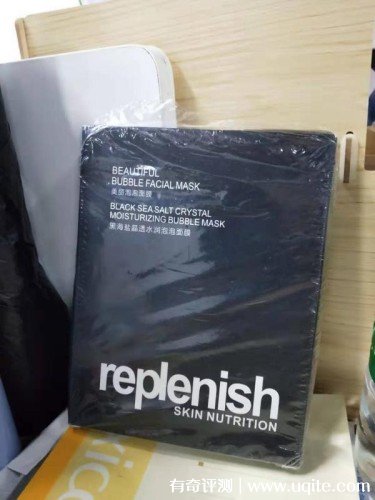 BEAUTIFUL
BUBBLE FACIAL MASK
美丽泡泡面膜
BLACK SEA SALT CRYSTAL
MOISTURIZING BUBBLE MASK
黑海盐晶透水润泡泡面膜
replenish
SKIN NUTRITION
有奇评测 www.uqite.com